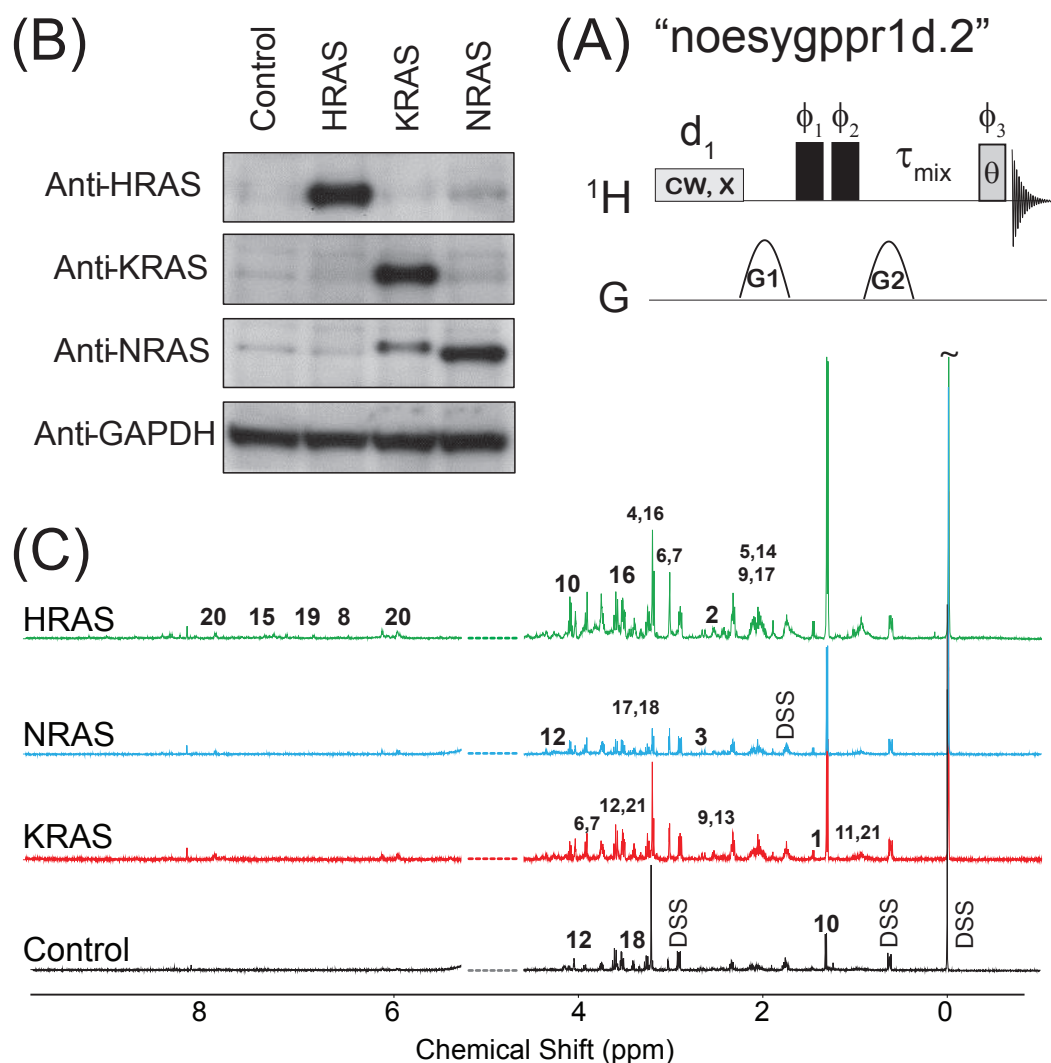 (B)
Control
HRAS
KRAS
NRAS
Anti-HRAS
Anti-KRAS
Anti-NRAS
Anti-GAPDH
(A) “noesygppr1d.2”
d1
ϕ1 ϕ2
τmix
ϕ3
¹H
CW, X
θ
G
G1
G2
(C)
~
HRAS
20 15 19 8 20
10
16
4,16
6,7
2
5,14
9,17
NRAS
12
17,18
3
DSS
KRAS
6,7
12,21
9,13
1
11,21
Control
12
18
DSS
10
DSS
DSS
8 6 4 2 0
Chemical Shift (ppm)